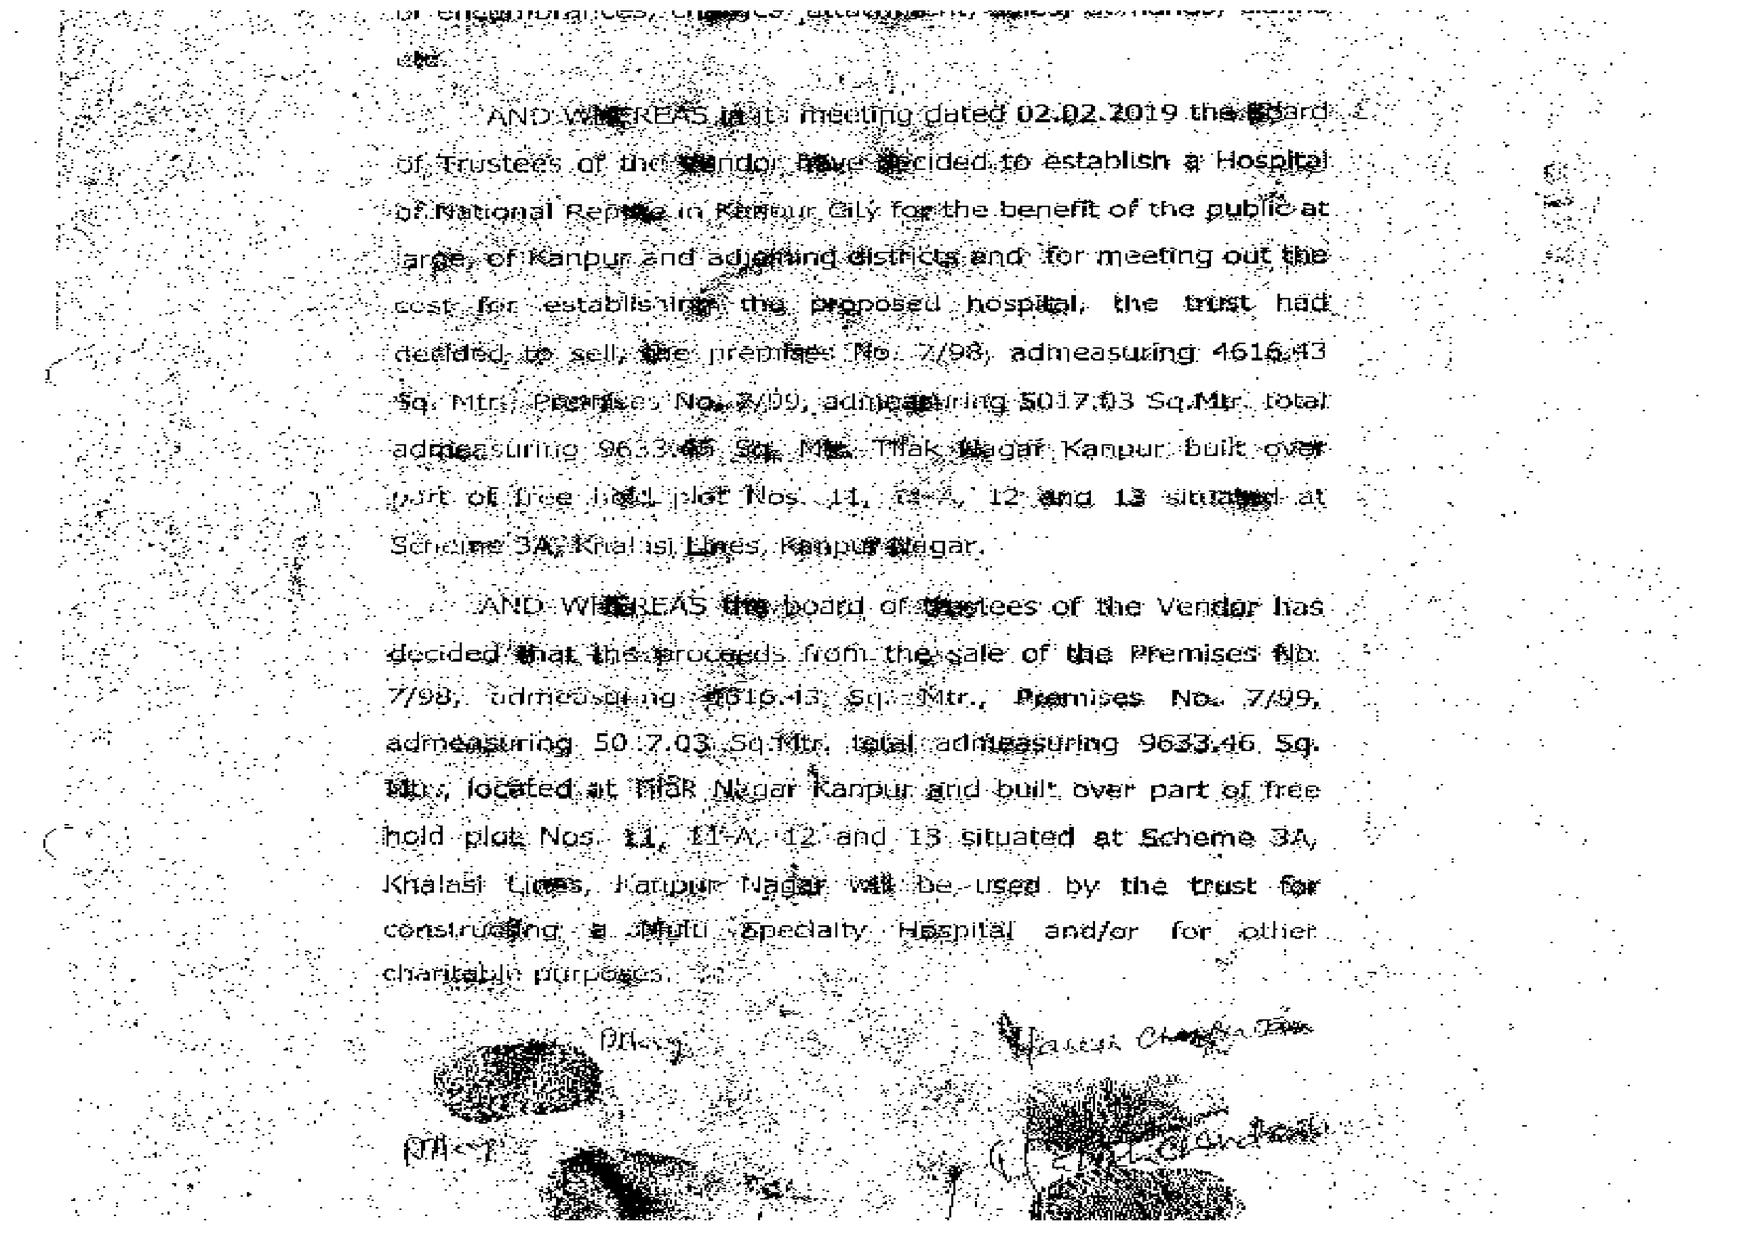 of encumbrances, charges, attachment,
etc.
AND WHEREAS in its meeting dated 02.02.2019 the Board
of Trustees of the Vendor have decided to establish a Hospital
of National Repute in Kanpur City for the benefit of the public at
large, of Kanpur and adjoining districts and for meeting out the
cost for establishing the proposed hospital, the trust had
decided to sell, the premises No. 7/98, admeasuring 4616.43
Sq. Mtr., Premises No. 7/99, admeasuring 5017.03 Sq.Mtr. total
admeasuring 9633.46 Sq. Mtr. Tilak Nagar Kanpur built over
part of free hold plot Nos. 11, 11-A, 12 and 13 situated at
Scheme 3A, Khalasi Lines, Kanpur Nagar.
AND WHEREAS the board of trustees of the Vendor has
decided that the proceeds from the sale of the Premises No.
7/98, admeasuring 4616.43 Sq. Mtr., Premises No. 7/99,
admeasuring 5017.03 Sq.Mtr. total admeasuring 9633.46 Sq.
Mtr., located at Tilak Nagar Kanpur and built over part of free
hold plot Nos. 11, 11-A, 12 and 13 situated at Scheme 3A,
Khalasi Lines, Kanpur Nagar will be used by the trust for
constructing a Multi Specialty Hospital and/or for other
charitable purposes.